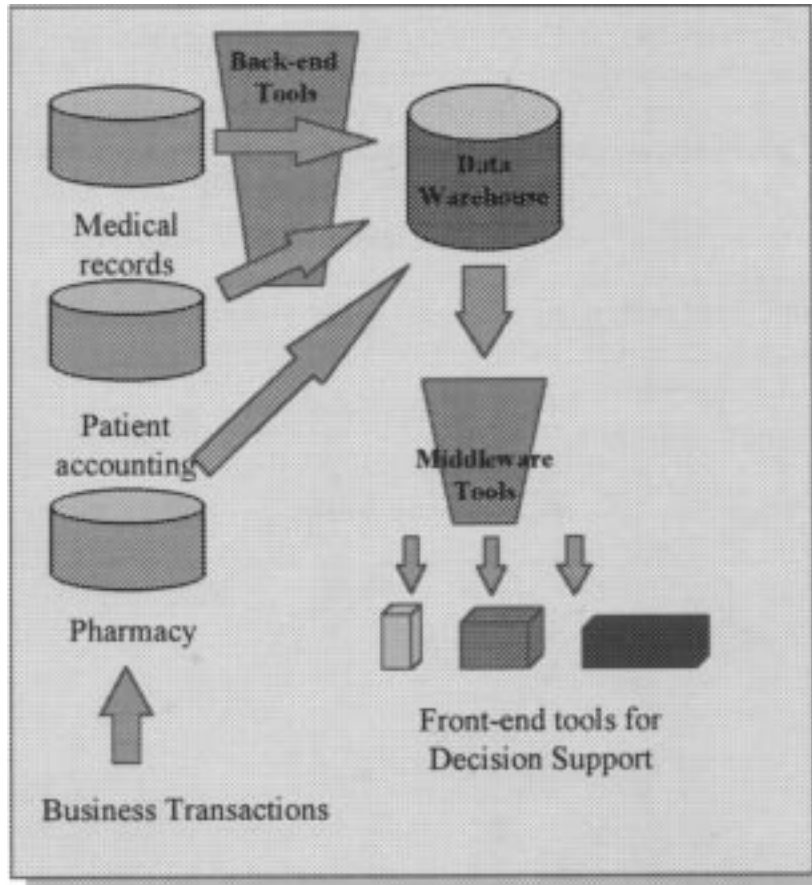 Back-end
Tools
Data
Warehouse
Medical
records
Patient
accounting
Middleware
Tools
Pharmacy
Front-end tools for
Decision Support
Business Transactions